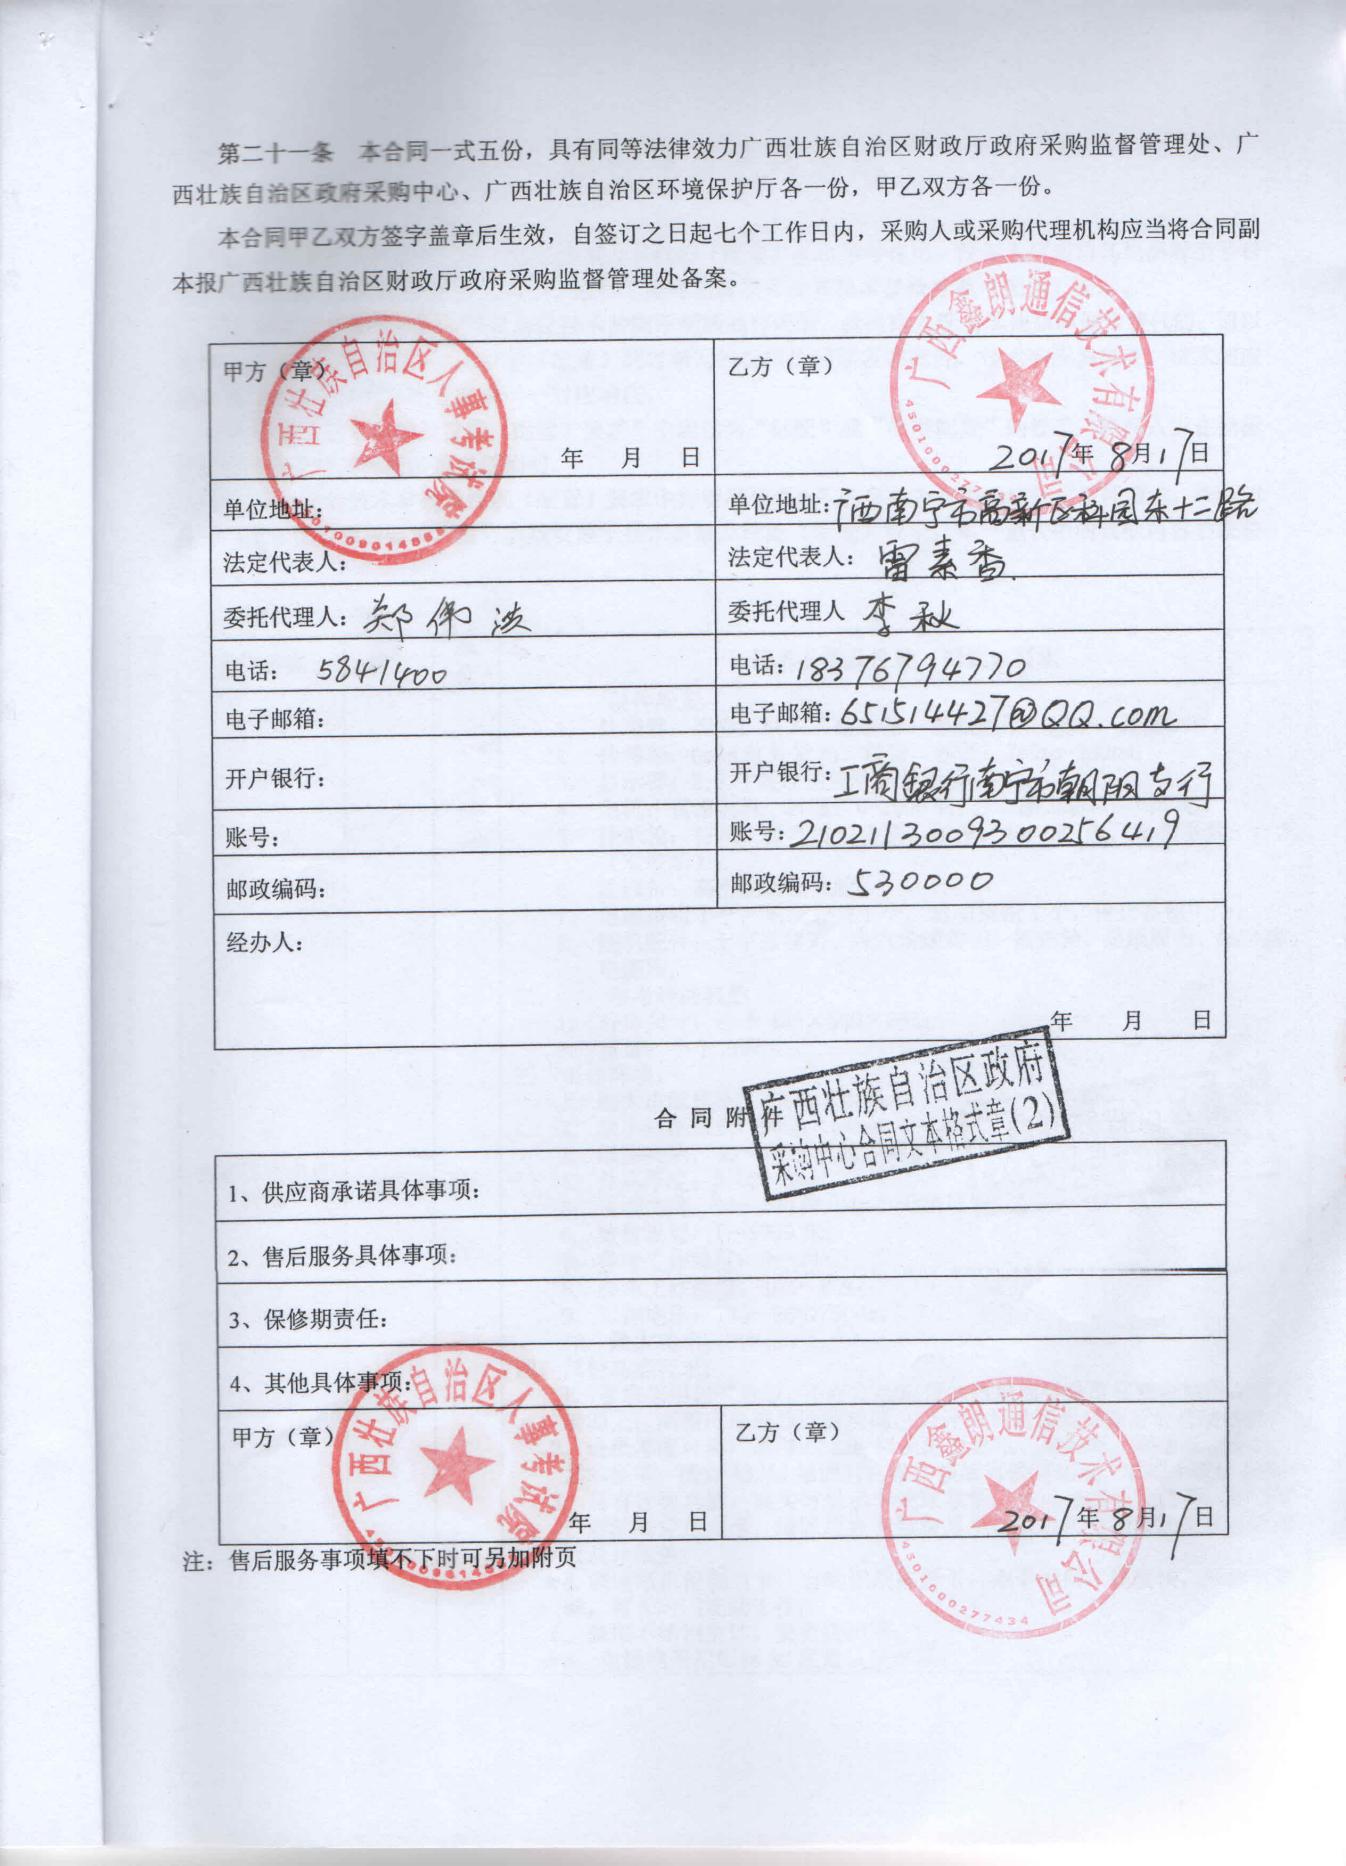 第二十一条 本合同一式五份，具有同等法律效力广西壮族自治区财政厅政府采购监督管理处、广
西壮族自治区政府采购中心、广西壮族自治区环境保护厅各一份，甲乙双方各一份。
本合同甲乙双方签字盖章后生效，自签订之日起七个工作日内，采购人或采购代理机构应当将合同副
本报广西壮族自治区财政厅政府采购监督管理处备案。
甲方（章）
广西壮族自治区人事考试院
年 月 日
乙方（章）
广西鑫朗通信技术有限公司
2017年8月17日
单位地址：
单位地址：广西南宁市高新区科园东十二路
法定代表人：
法定代表人：雷素香
委托代理人：郑伟
委托代理人 李秋
电话： 5841400
电话：18376794770
电子邮箱：
电子邮箱：651514427@QQ.com
开户银行：
开户银行：工商银行南宁市朝阳支行
账号：
账号：2102113009300256419
邮政编码：
邮政编码：530000
经办人：
年 月 日
合同附件
广西壮族自治区政府
采购中心合同文本格式章(2)
1、供应商承诺具体事项：
2、售后服务具体事项：
3、保修期责任：
4、其他具体事项：
甲方（章）
广西壮族自治区人事考试院
年 月 日
乙方（章）
广西鑫朗通信技术有限公司
4501000277434
2017年8月17日
注：售后服务事项填不下时可另加附页